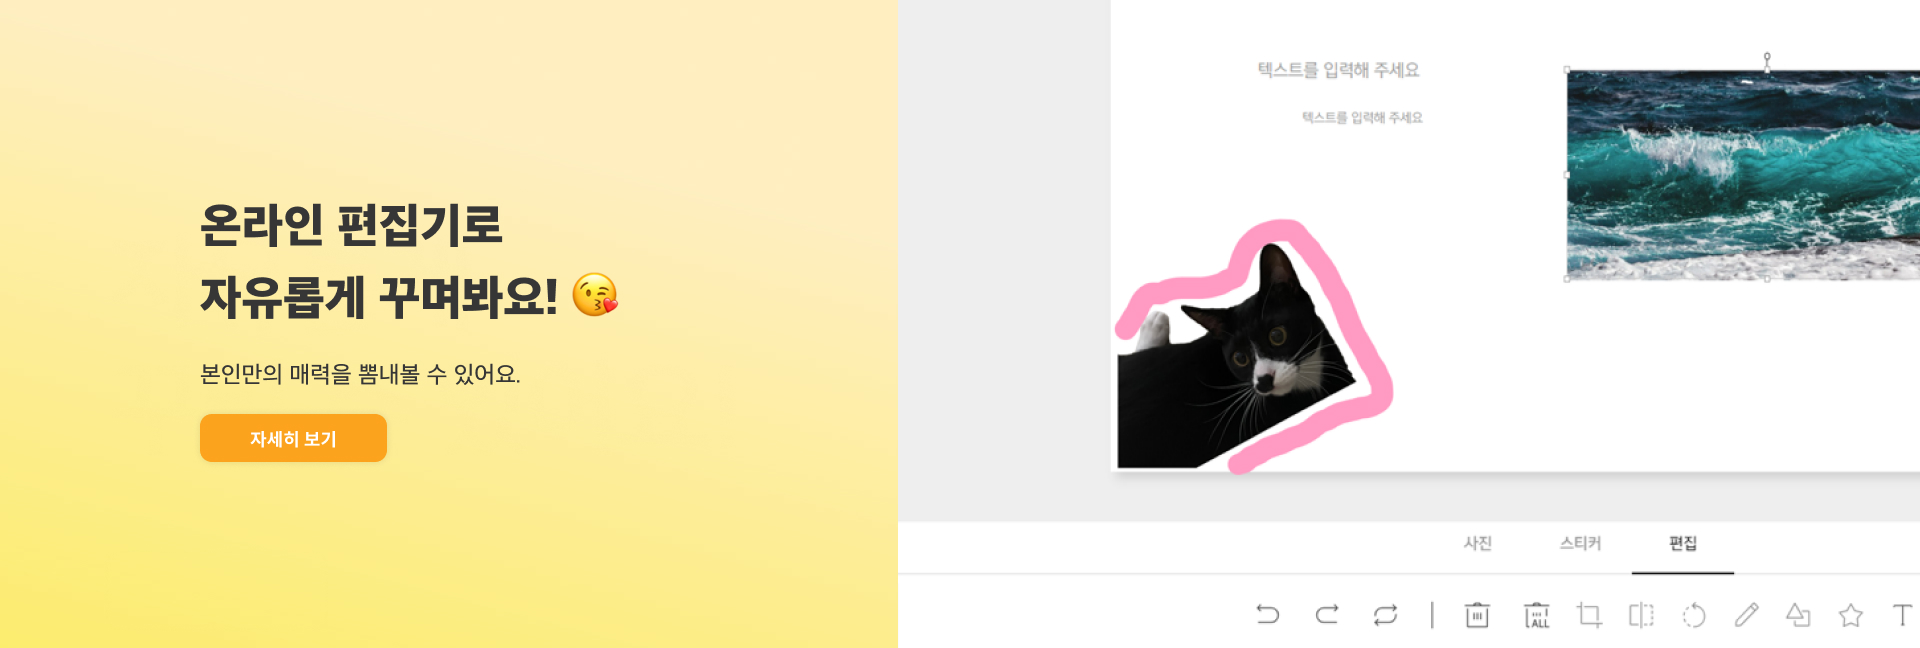 온라인 편집기로
자유롭게 꾸며봐요! 😘
본인만의 매력을 뽐내볼 수 있어요.
자세히 보기
텍스트를 입력해 주세요
텍스트를 입력해 주세요
사진 스티커 편집
ALL
T